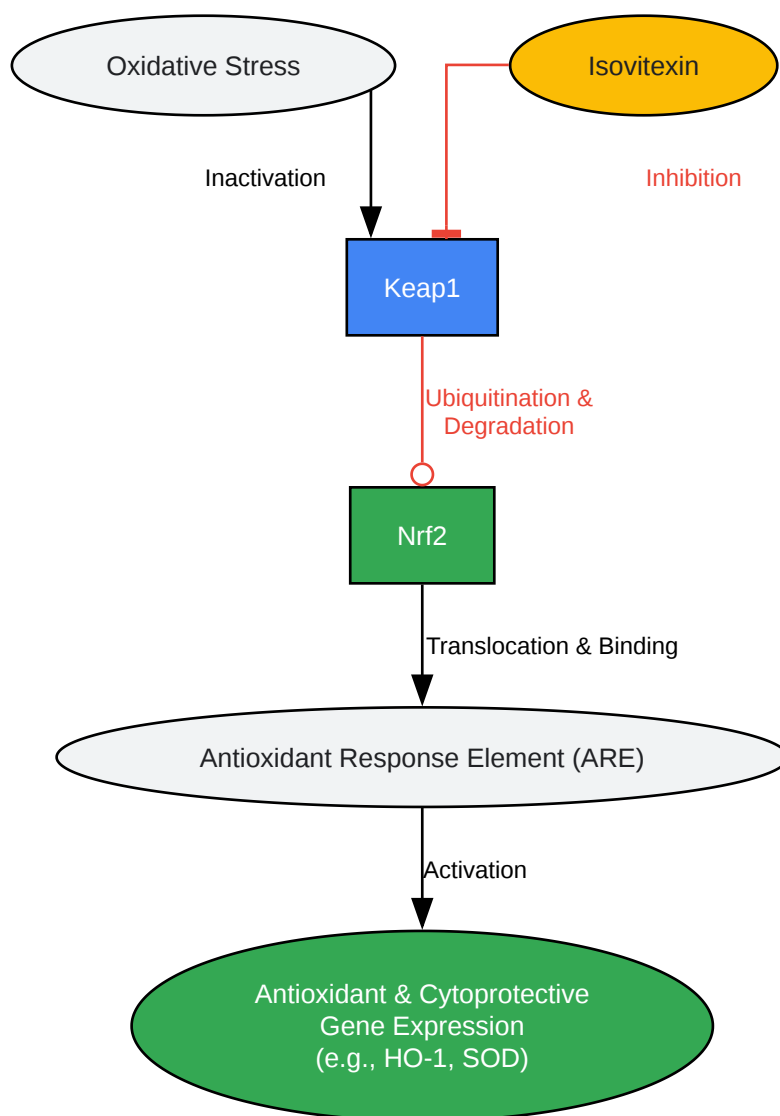 Oxidative Stress
Isovitexin
Inactivation
Inhibition
Keap1
Ubiquitination &
Degradation
Nrf2
Translocation & Binding
Antioxidant Response Element (ARE)
Activation
Antioxidant & Cytoprotective
Gene Expression
(e.g., HO-1, SOD)